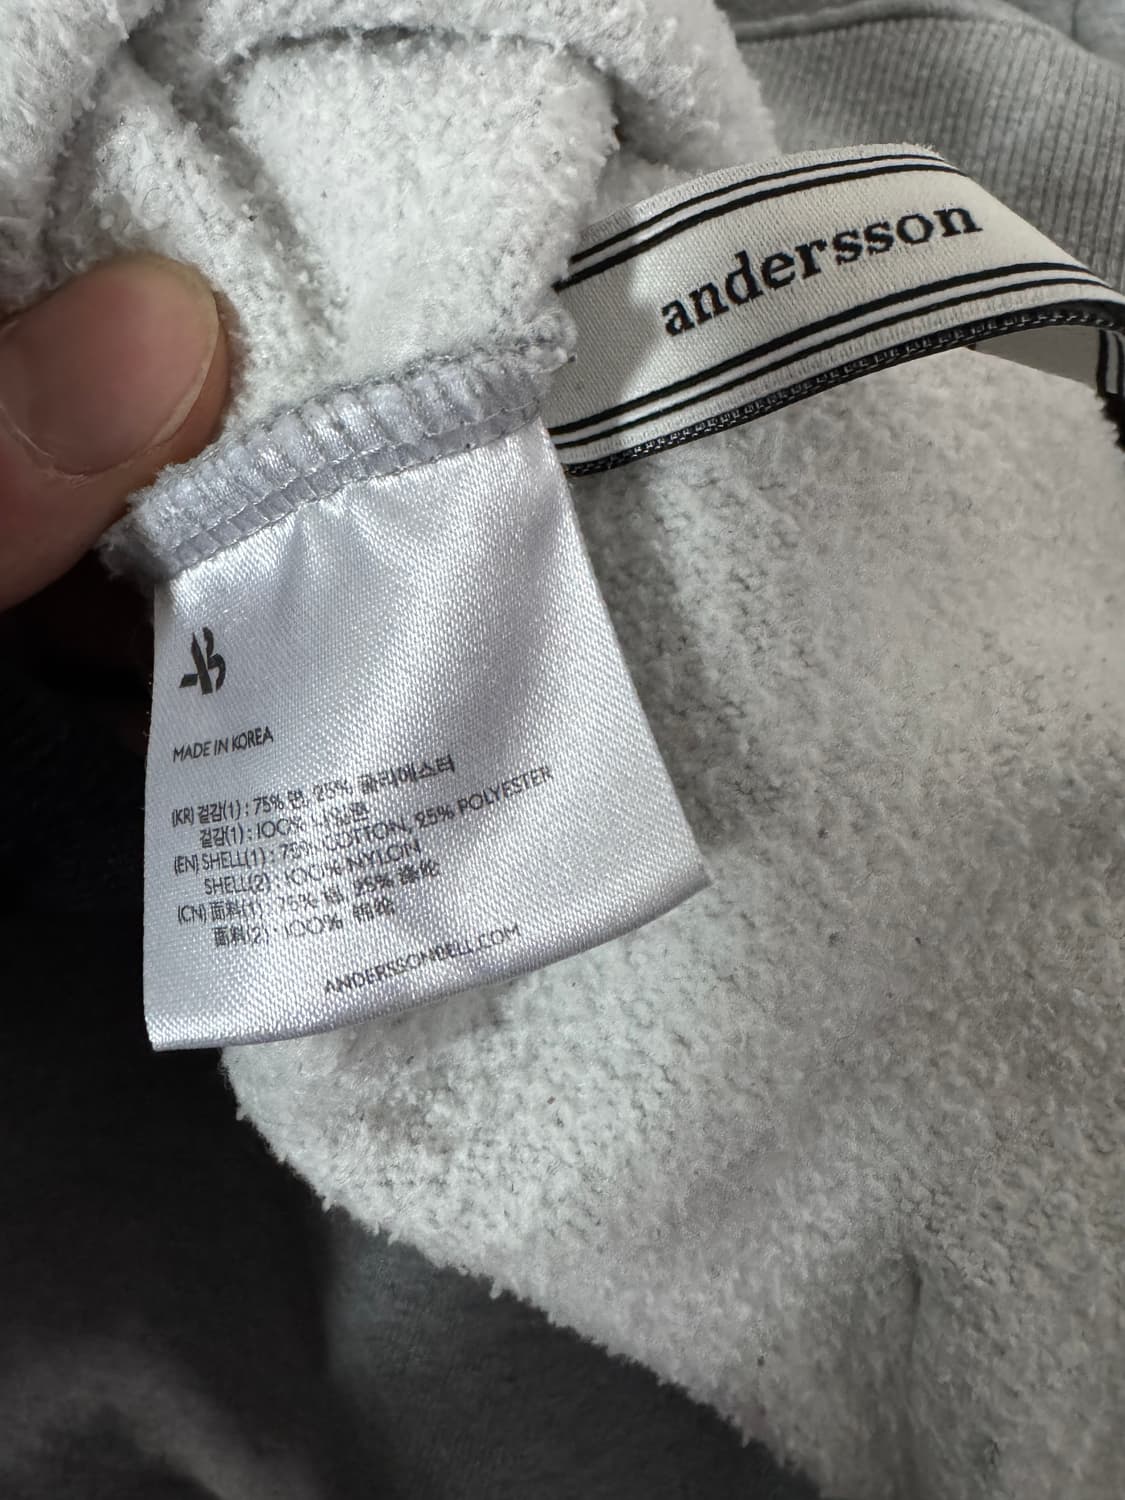 andersson
MADE IN KOREA
(KR) 겉감(1) : 75% 면, 25% 폴리에스터
겉감(1) : 100% 나일론
(EN) SHELL(1) : 75% COTTON, 25% POLYESTER
SHELL(2) : 100% NYLON
(CN) 面料(1) : 75% 棉, 25% 涤纶
面料(2) : 100% 锦纶
ANDERSSONBELL.COM